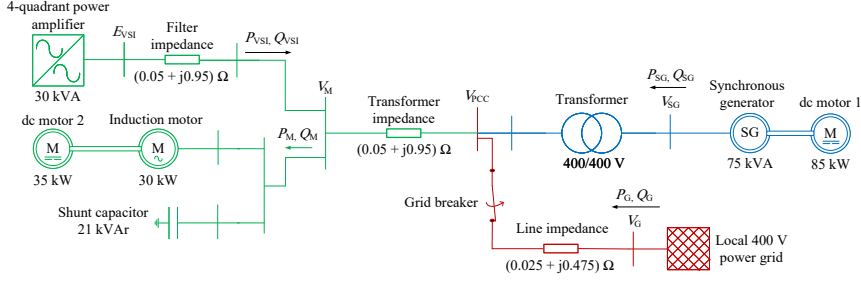 4-quadrant power
amplifier
E_VSI
Filter
impedance
P_VSI, Q_VSI
(0.05 + j0.95) Ω
30 kVA
dc motor 2
Induction motor
M
M
~
35 kW
30 kW
Shunt capacitor
21 kVAr
V_M
P_M, Q_M
Transformer
impedance
(0.05 + j0.95) Ω
V_PCC
Transformer
400/400 V
P_SG, Q_SG
V_SG
Synchronous
generator
SG
75 kVA
dc motor 1
M
85 kW
Grid breaker
Line impedance
(0.025 + j0.475) Ω
P_G, Q_G
V_G
Local 400 V
power grid